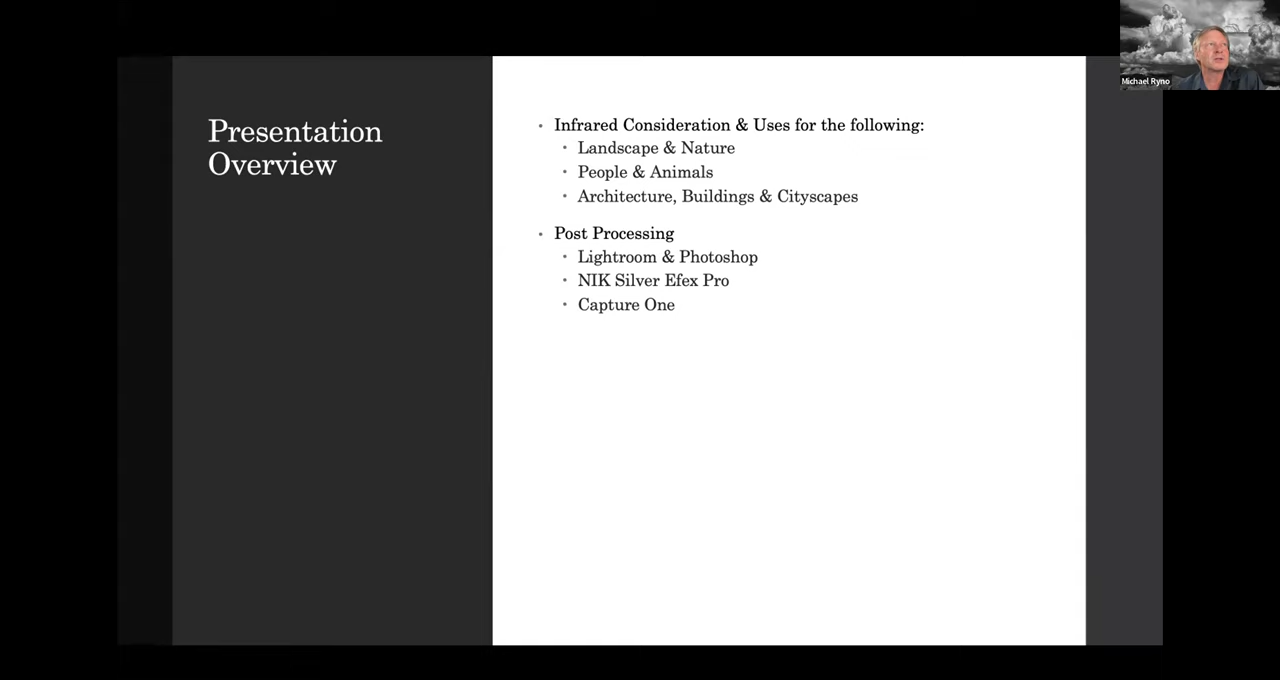 Michael Ryno
Presentation
Overview
• Infrared Consideration & Uses for the following:
• Landscape & Nature
• People & Animals
• Architecture, Buildings & Cityscapes
• Post Processing
• Lightroom & Photoshop
• NIK Silver Efex Pro
• Capture One